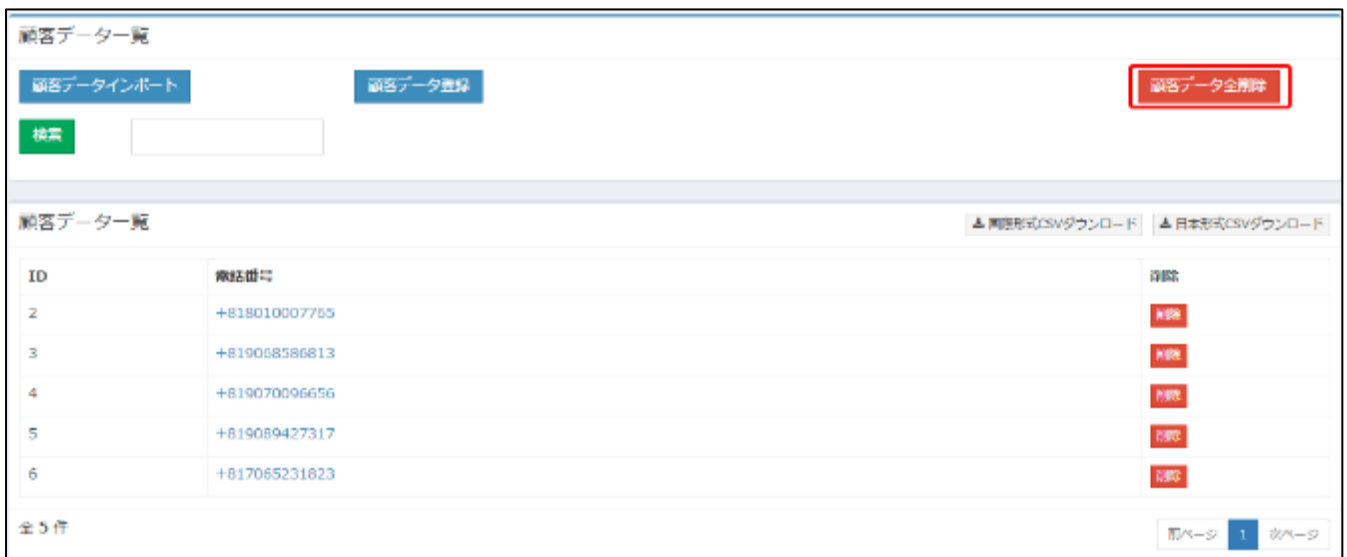 顧客データ一覧
顧客データインポート 顧客データ登録 顧客データ全削除
検索
顧客データ一覧 国際形式CSVダウンロード 日本形式CSVダウンロード
ID 電話番号 削除
2 +818010007765 削除
3 +819068586813 削除
4 +819070096656 削除
5 +819089427317 削除
6 +817065231823 削除
全 5 件 前ページ 1 次ページ